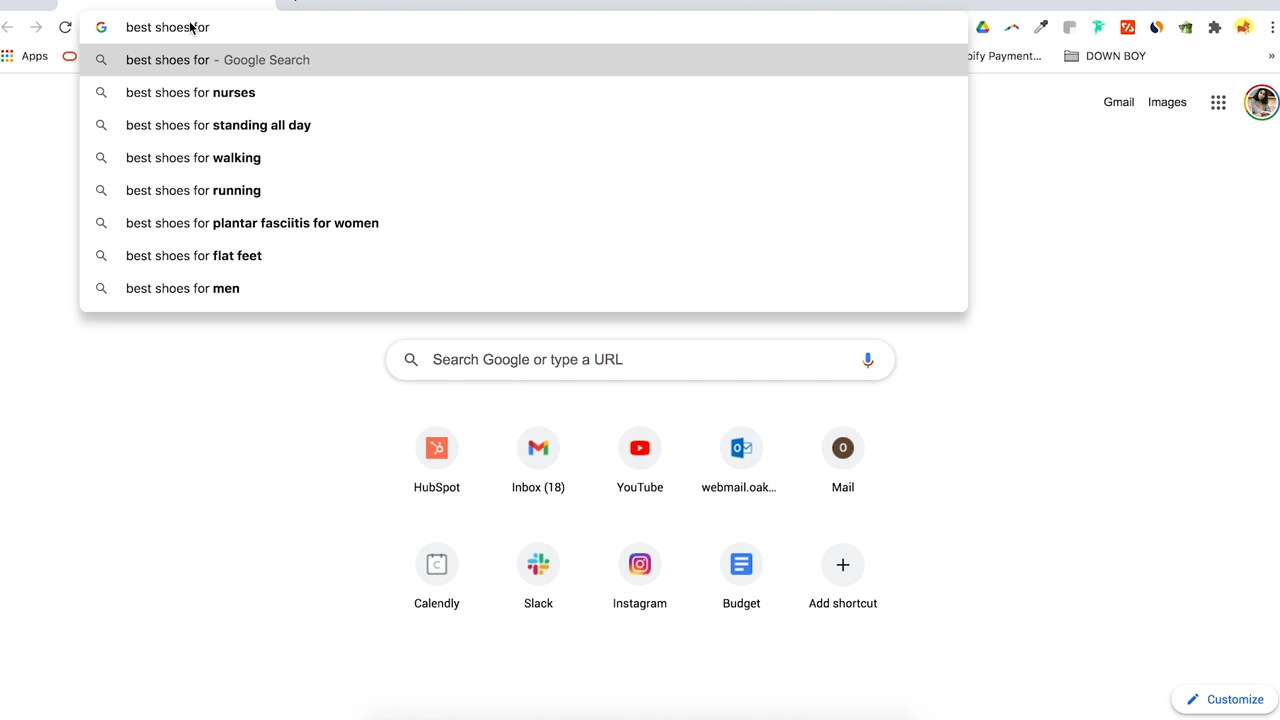 best shoes for
Apps
best shoes for - Google Search
best shoes for nurses
best shoes for standing all day
best shoes for walking
best shoes for running
best shoes for plantar fasciitis for women
best shoes for flat feet
best shoes for men
ify Payment...
DOWN BOY
»
Gmail
Images
Search Google or type a URL
HubSpot
Inbox (18)
YouTube
webmail.oak...
O
Mail
C
Calendly
Slack
Instagram
Budget
Add shortcut
Customize